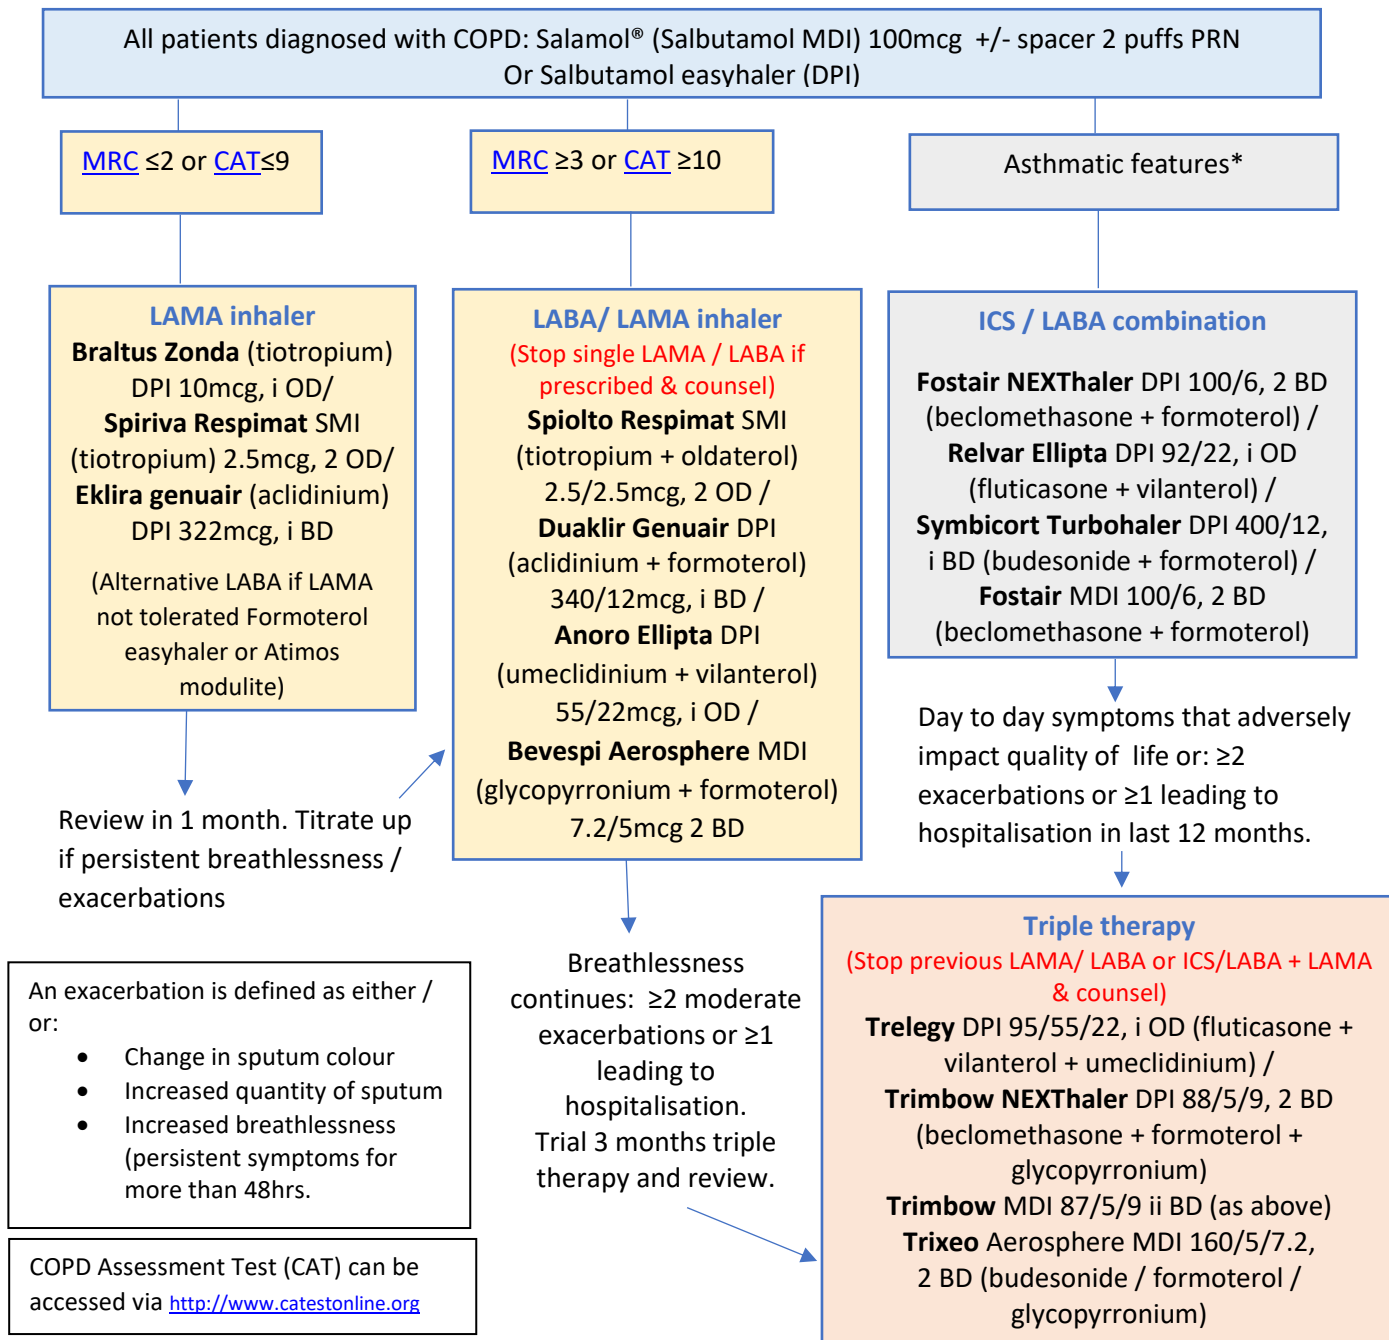 All patients diagnosed with COPD: Salamol® (Salbutamol MDI) 100mcg +/- spacer 2 puffs PRN
Or Salbutamol easyhaler (DPI)
MRC ≤2 or CAT≤9
MRC ≥3 or CAT ≥10
Asthmatic features*
LAMA inhaler
Braltus Zonda (tiotropium)
DPI 10mcg, i OD/
Spiriva Respimat SMI
(tiotropium) 2.5mcg, 2 OD/
Eklira genuair (aclidinium)
DPI 322mcg, i BD
(Alternative LABA if LAMA
not tolerated Formoterol
easyhaler or Atimos
modulite)
Review in 1 month. Titrate up
if persistent breathlessness /
exacerbations
LABA/ LAMA inhaler
(Stop single LAMA / LABA if
prescribed & counsel)
Spiolto Respimat SMI
(tiotropium + oldaterol)
2.5/2.5mcg, 2 OD /
Duaklir Genuair DPI
(aclidinium + formoterol)
340/12mcg, i BD /
Anoro Ellipta DPI
(umeclidinium + vilanterol)
55/22mcg, i OD /
Bevespi Aerosphere MDI
(glycopyrronium + formoterol)
7.2/5mcg 2 BD
Breathlessness
continues: ≥2 moderate
exacerbations or ≥1
leading to
hospitalisation.
Trial 3 months triple
therapy and review.
ICS / LABA combination
Fostair NEXThaler DPI 100/6, 2 BD
(beclomethasone + formoterol) /
Relvar Ellipta DPI 92/22, i OD
(fluticasone + vilanterol) /
Symbicort Turbohaler DPI 400/12,
i BD (budesonide + formoterol) /
Fostair MDI 100/6, 2 BD
(beclomethasone + formoterol)
Day to day symptoms that adversely
impact quality of life or: ≥2
exacerbations or ≥1 leading to
hospitalisation in last 12 months.
Triple therapy
(Stop previous LAMA/ LABA or ICS/LABA + LAMA
& counsel)
Trelegy DPI 95/55/22, i OD (fluticasone +
vilanterol + umeclidinium) /
Trimbow NEXThaler DPI 88/5/9, 2 BD
(beclomethasone + formoterol +
glycopyrronium)
Trimbow MDI 87/5/9 ii BD (as above)
Trixeo Aerosphere MDI 160/5/7.2,
2 BD (budesonide / formoterol /
glycopyrronium)
An exacerbation is defined as either /
or:
• Change in sputum colour
• Increased quantity of sputum
• Increased breathlessness
(persistent symptoms for
more than 48hrs.
COPD Assessment Test (CAT) can be
accessed via http://www.catestonline.org